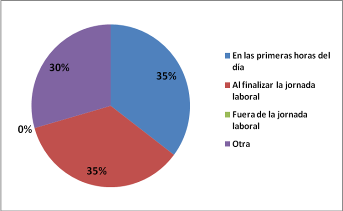 35%
35%
0%
30%
En las primeras horas del
dia
Al finalizar la jornada
laboral
Fuera de la jornada
laboral
Otra